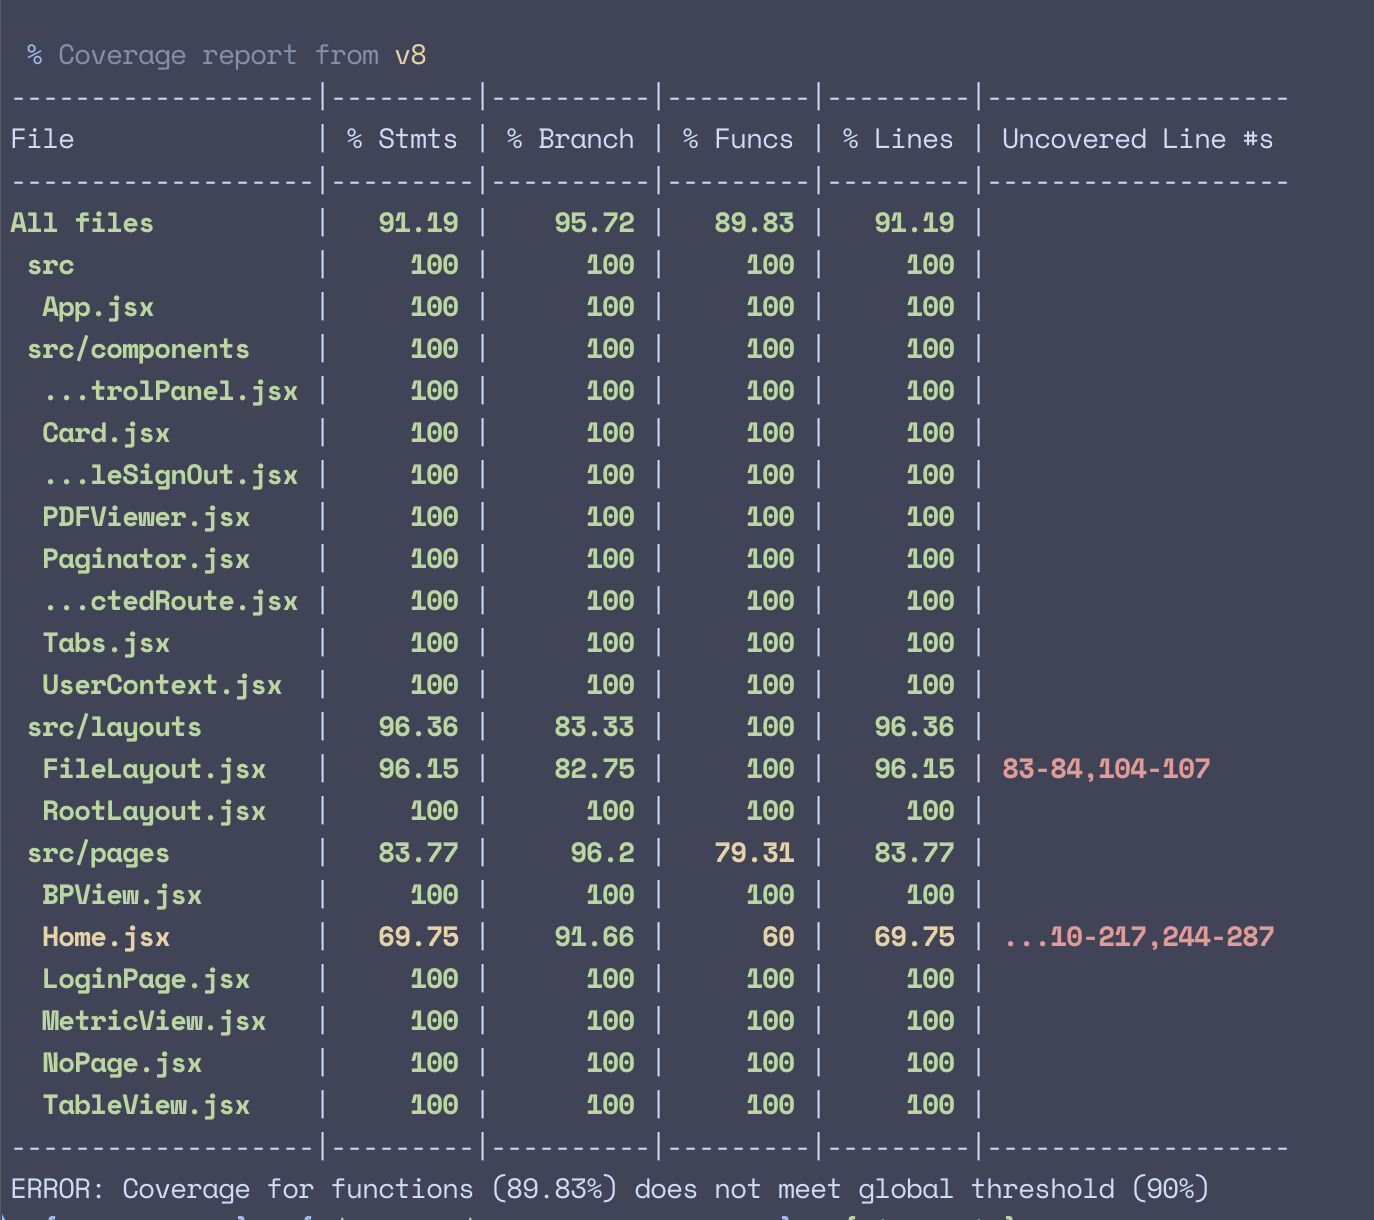 % Coverage report from v8
-------------------|---------|----------|---------|---------|-------------------
File               | % Stmts | % Branch | % Funcs | % Lines | Uncovered Line #s
-------------------|---------|----------|---------|---------|-------------------
All files          |   91.19 |    95.72 |   89.83 |   91.19 |
 src               |     100 |      100 |     100 |     100 |
  App.jsx          |     100 |      100 |     100 |     100 |
 src/components    |     100 |      100 |     100 |     100 |
  ...trolPanel.jsx |     100 |      100 |     100 |     100 |
  Card.jsx         |     100 |      100 |     100 |     100 |
  ...leSignOut.jsx |     100 |      100 |     100 |     100 |
  PDFViewer.jsx    |     100 |      100 |     100 |     100 |
  Paginator.jsx    |     100 |      100 |     100 |     100 |
  ...ctedRoute.jsx |     100 |      100 |     100 |     100 |
  Tabs.jsx         |     100 |      100 |     100 |     100 |
  UserContext.jsx  |     100 |      100 |     100 |     100 |
 src/layouts       |   96.36 |    83.33 |     100 |   96.36 |
  FileLayout.jsx   |   96.15 |    82.75 |     100 |   96.15 | 83-84,104-107
  RootLayout.jsx   |     100 |      100 |     100 |     100 |
 src/pages         |   83.77 |     96.2 |   79.31 |   83.77 |
  BPView.jsx       |     100 |      100 |     100 |     100 |
  Home.jsx         |   69.75 |    91.66 |      60 |   69.75 | ...10-217,244-287
  LoginPage.jsx    |     100 |      100 |     100 |     100 |
  MetricView.jsx   |     100 |      100 |     100 |     100 |
  NoPage.jsx       |     100 |      100 |     100 |     100 |
  TableView.jsx    |     100 |      100 |     100 |     100 |
-------------------|---------|----------|---------|---------|-------------------
ERROR: Coverage for functions (89.83%) does not meet global threshold (90%)